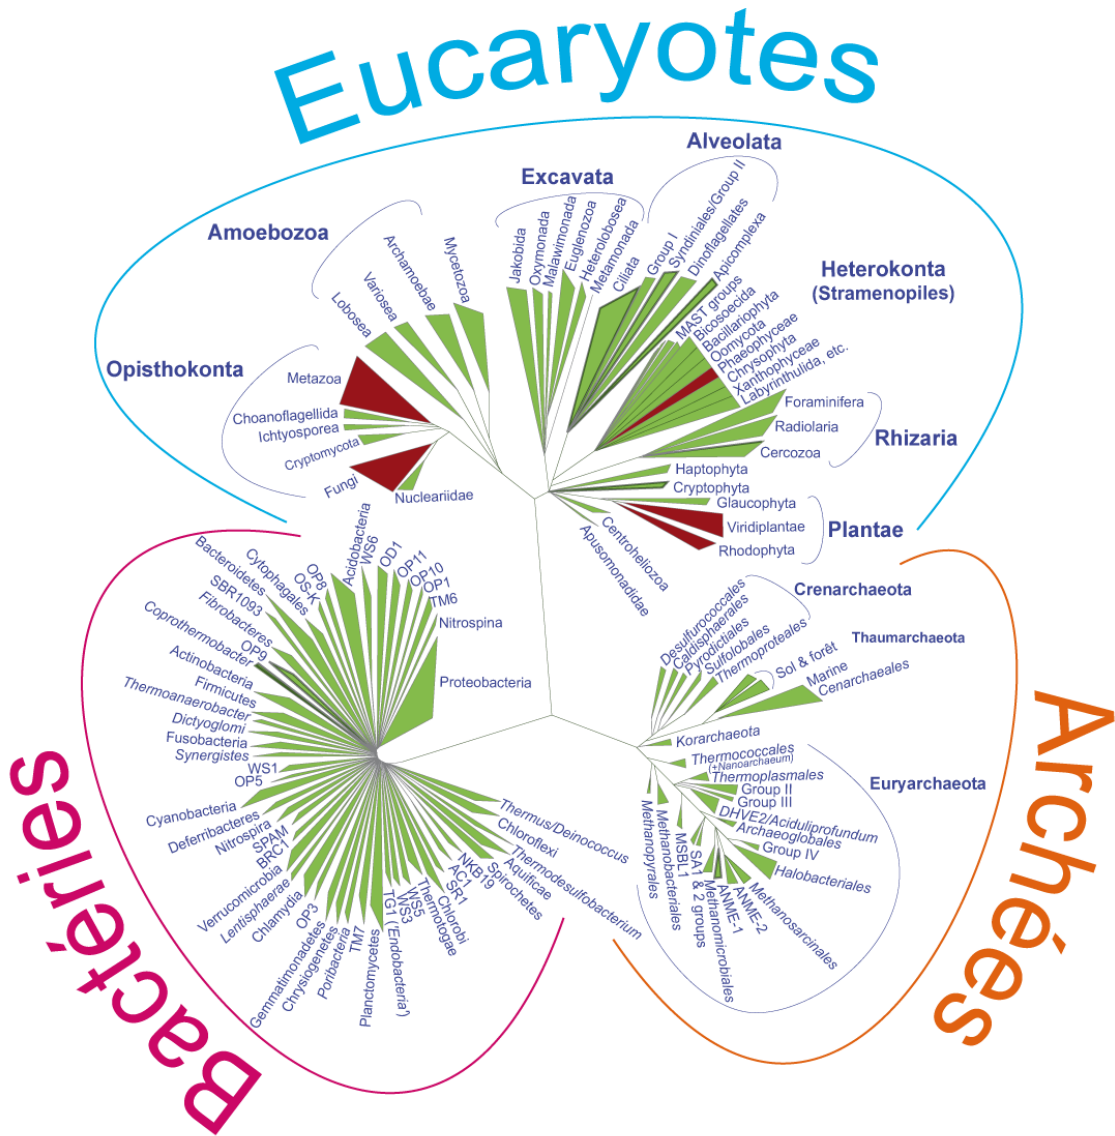 Eucaryotes
Alveolata
Excavata
Amoebozoa
Heterokonta
(Stramenopiles)
Opisthokonta
Rhizaria
Plantae
Lobosea
Variosea
Archamoebae
Mycetozoa
Jakobida
Oxymonada
Malawimonada
Euglenozoa
Heterolobosea
Metamonada
Ciliata
Group I
Syndiniales/Group II
Dinoflagellates
Apicomplexa
MAST groups
Bicosoecida
Bacillariophyta
Oomycota
Phaeophyceae
Chrysophyta
Xanthophyceae
Labyrinthulida, etc.
Foraminifera
Radiolaria
Cercozoa
Haptophyta
Cryptophyta
Glaucophyta
Viridiplantae
Rhodophyta
Centroheliozoa
Apusomonadidae
Metazoa
Choanoflagellida
Ichtyosporea
Cryptomycota
Fungi
Nucleariidae
Bactéries
Acidobacteria
WS6
OD1
OP11
OP10
OP1
TM6
Nitrospina
Proteobacteria
OP8
OS-K
Cytophagales
Bacteroidetes
SBR1093
Fibrobacteres
OP9
Coprothermobacter
Actinobacteria
Firmicutes
Thermoanaerobacter
Dictyoglomi
Fusobacteria
Synergistes
WS1
OP5
Cyanobacteria
Deferribacteres
Nitrospira
SPAM
BRC1
Verrucomicrobia
Lentisphaerae
Chlamydia
OP3
Gemmatimonadetes
Chrysiogenetes
Poribacteria
TM7
Planctomycetes
TG1 ('Endobacteria')
WS3
WS5
Thermotogae
Chlorobi
SR1
AC1
NKB19
Spirochetes
Aquificae
Thermodesulfobacterium
Chloroflexi
Thermus/Deinococcus
Archées
Crenarchaeota
Thaumarchaeota
Euryarchaeota
Desulfurococcales
Caldisphaerales
Pyrodictiales
Sulfolobales
Thermoproteales
Sol & forêt
Marine
Cenarchaeales
Korarchaeota
Thermococcales
(±Nanoarchaeum)
Thermoplasmales
Group II
Group III
DHVE2/Aciduliprofundum
Archaeoglobales
Group IV
Halobacteriales
Methanosarcinales
ANME-2
ANME-1
Methanomicrobiales
SA1 & 2 groups
MSBL1
Methanobacteriales
Methanopyrales